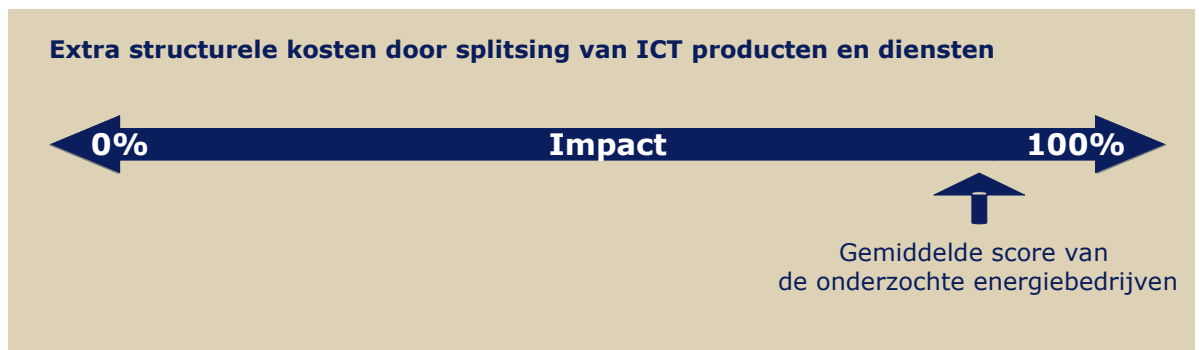 Extra structurele kosten door splitsing van ICT producten en diensten
0% Impact 100%
Gemiddelde score van
de onderzochte energiebedrijven